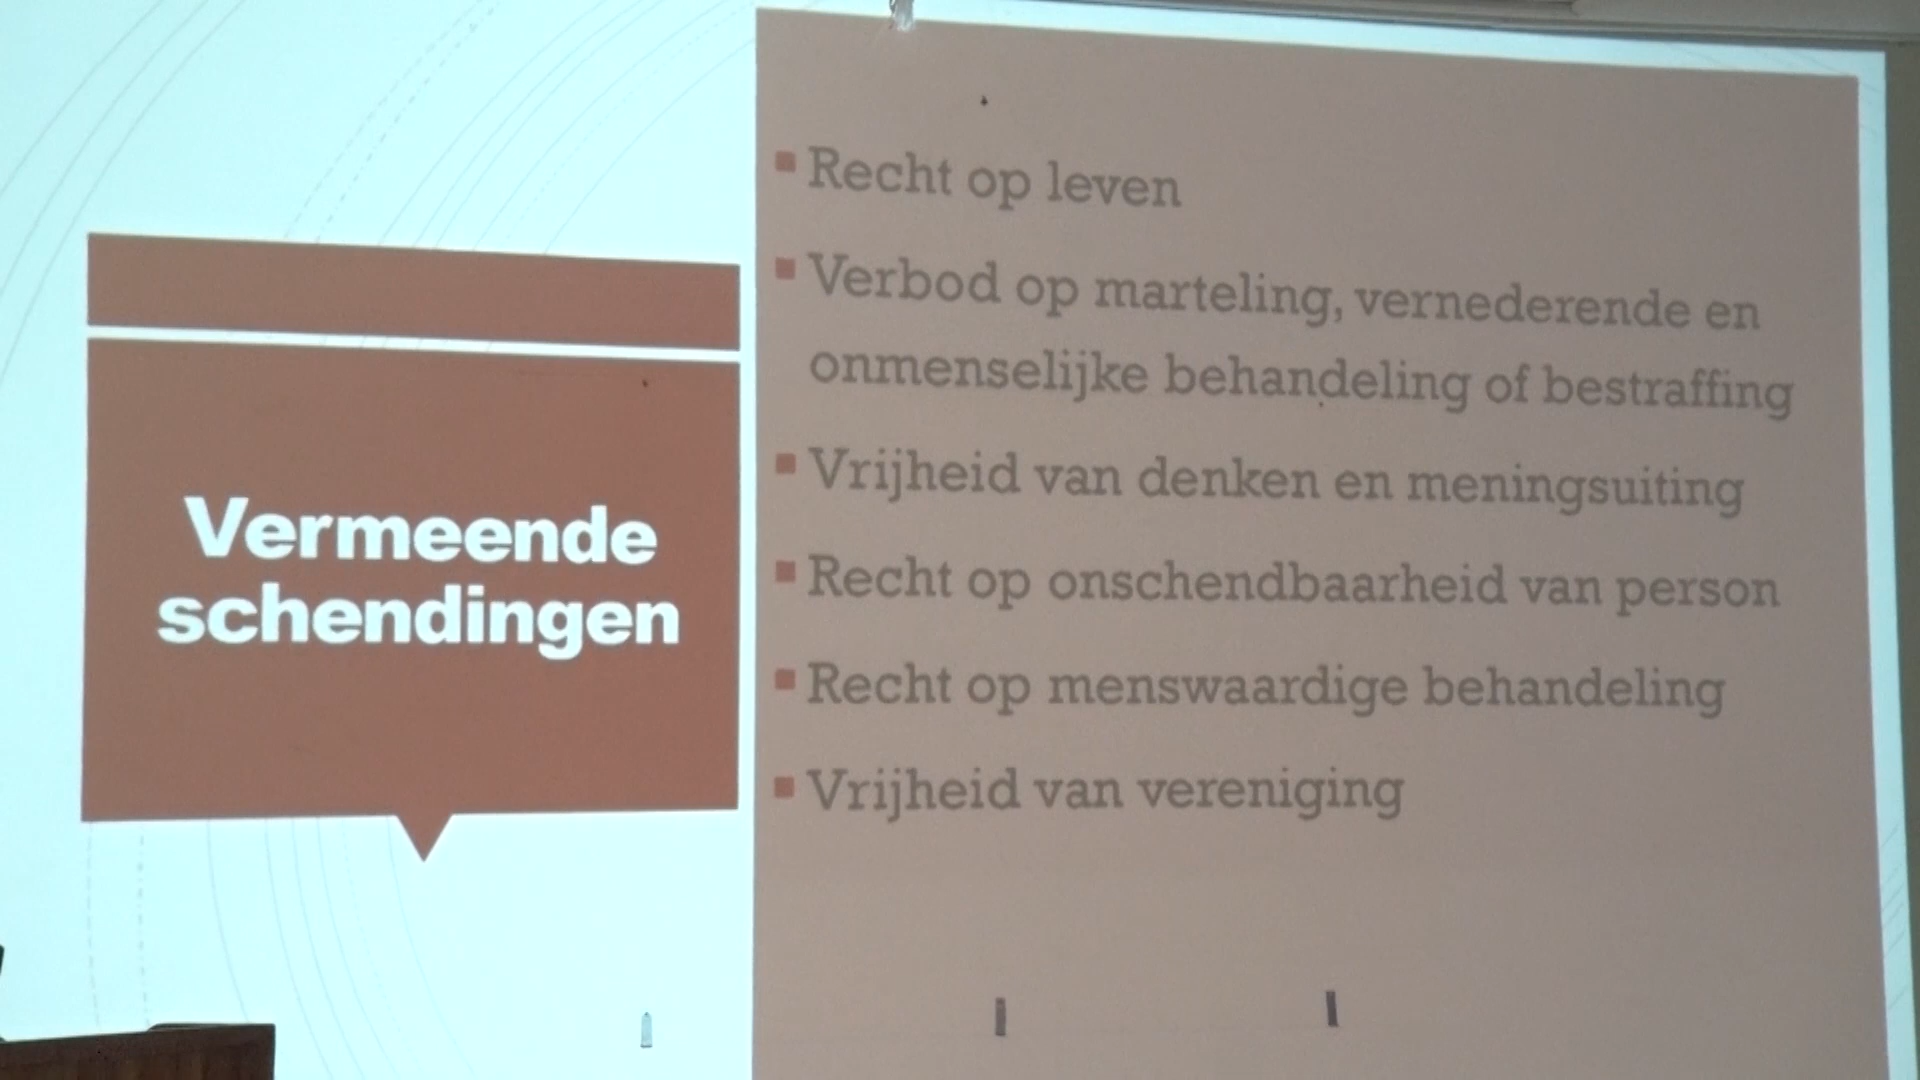 Vermeende
schendingen
Recht op leven
Verbod op marteling, vernederende en
onmenselijke behandeling of bestraffing
Vrijheid van denken en meningsuiting
Recht op onschendbaarheid van person
Recht op menswaardige behandeling
Vrijheid van vereniging